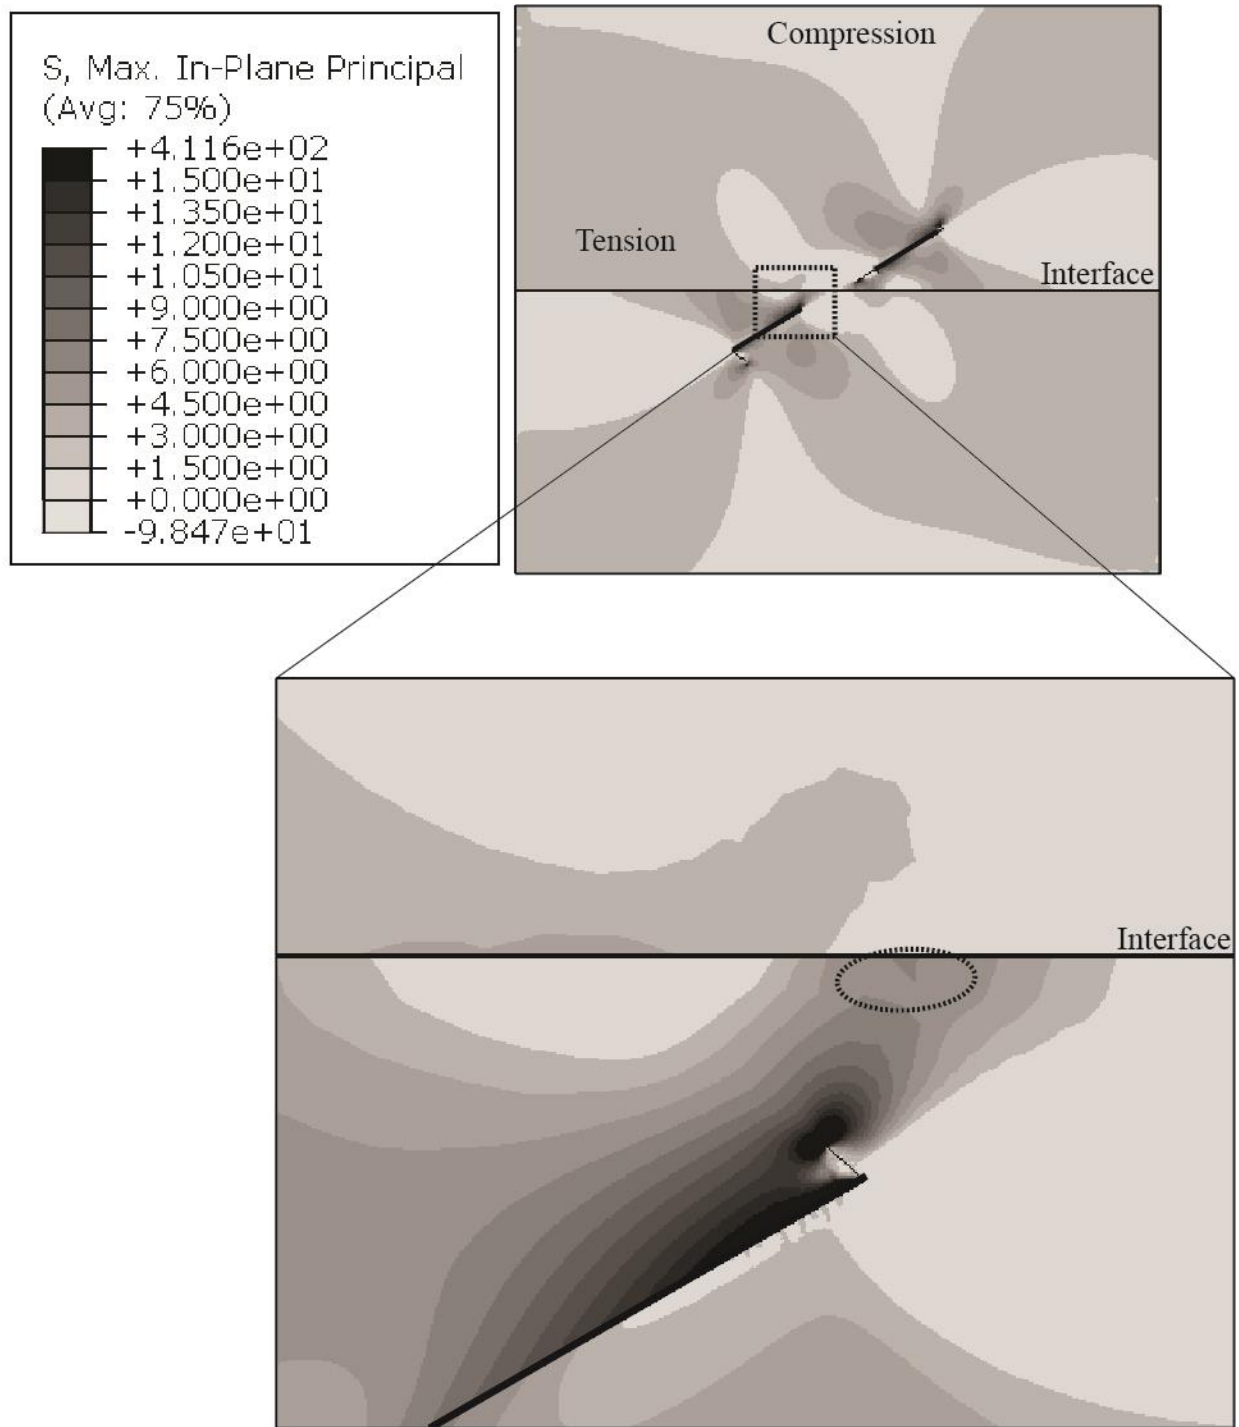 S, Max. In-Plane Principal
(Avg: 75%)
+4.116e+02
+1.500e+01
+1.350e+01
+1.200e+01
+1.050e+01
+9.000e+00
+7.500e+00
+6.000e+00
+4.500e+00
+3.000e+00
+1.500e+00
+0.000e+00
-9.847e+01
Compression
Tension
Interface
Interface